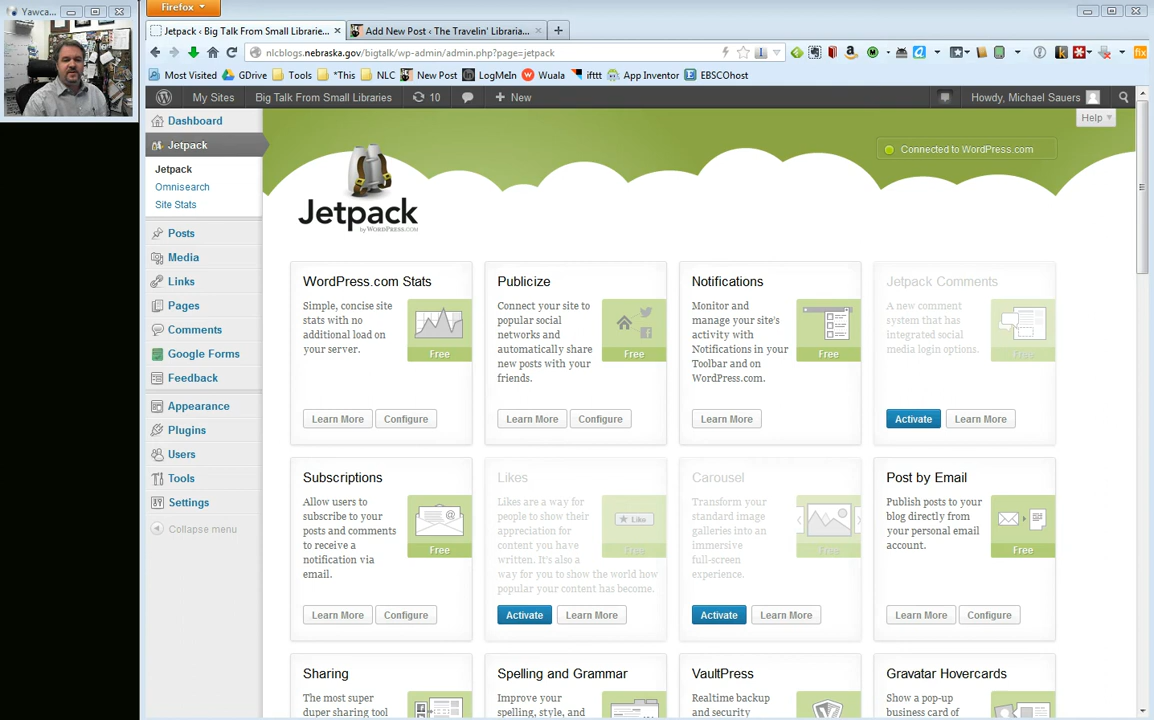 Yawca...
Firefox
Jetpack ‹ Big Talk From Small Librarie...
Add New Post ‹ The Travelin' Libraria...
nlcblogs.nebraska.gov/bigtalk/wp-admin/admin.php?page=jetpack
Most Visited GDrive Tools *This NLC New Post LogMeIn Wuala ifttt App Inventor EBSCOhost
My Sites Big Talk From Small Libraries 10 New Howdy, Michael Sauers
Help
Dashboard
Jetpack
Jetpack
Omnisearch
Site Stats
Posts
Media
Links
Pages
Comments
Google Forms
Feedback
Appearance
Plugins
Users
Tools
Settings
Collapse menu
Connected to WordPress.com
Jetpack
by WORDPRESS.COM
WordPress.com Stats
Simple, concise site
stats with no
additional load on
your server.
Free
Learn More Configure
Publicize
Connect your site to
popular social
networks and
automatically share
new posts with your
friends.
Free
Learn More Configure
Notifications
Monitor and
manage your site's
activity with
Notifications in your
Toolbar and on
WordPress.com.
Free
Learn More
Jetpack Comments
A new comment
system that has
integrated social
media login options.
Free
Activate Learn More
Subscriptions
Allow users to
subscribe to your
posts and comments
to receive a
notification via
email.
Free
Learn More Configure
Likes
Likes are a way for
people to show their
appreciation for
content you have
written. It's also a
way for you to show the world how
popular your content has become.
Like
Free
Activate Learn More
Carousel
Transform your
standard image
galleries into an
immersive
full-screen
experience.
Free
Activate Learn More
Post by Email
Publish posts to your
blog directly from
your personal email
account.
Free
Learn More Configure
Sharing
The most super
duper sharing tool
Spelling and Grammar
Improve your
spelling, style, and
VaultPress
Realtime backup
and security
Gravatar Hovercards
Show a pop-up
business card of